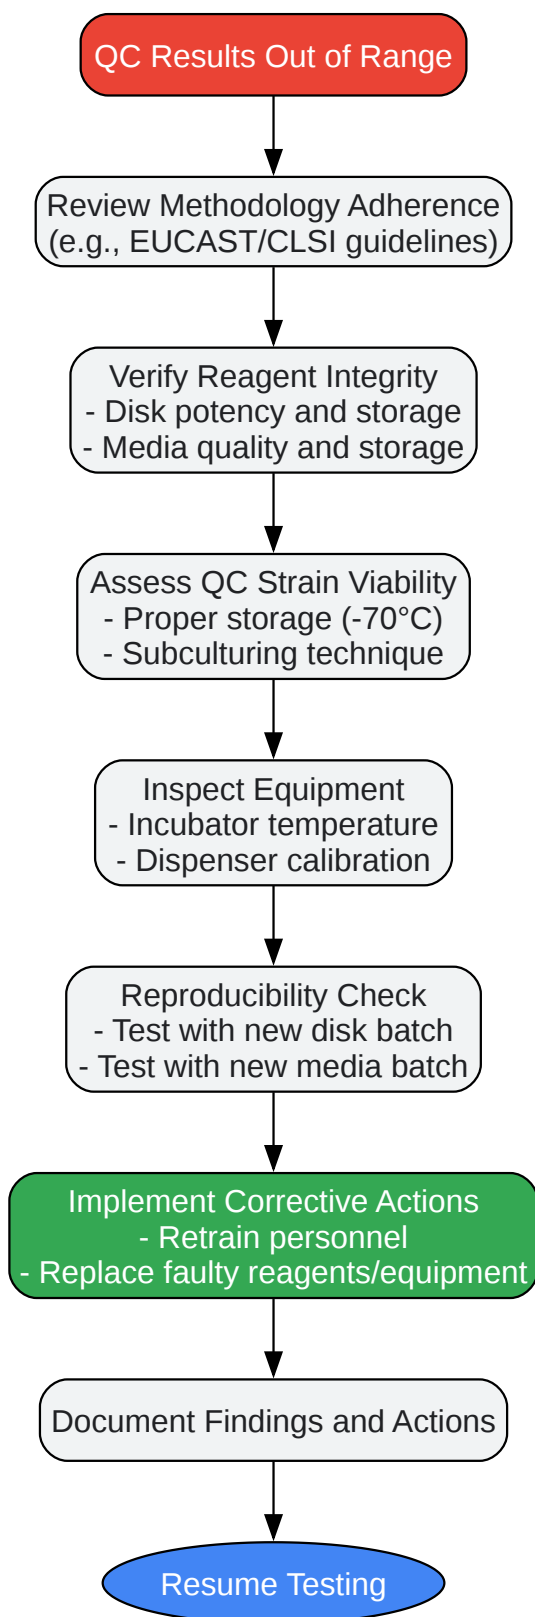 QC Results Out of Range
Review Methodology Adherence
(e.g., EUCAST/CLSI guidelines)
Verify Reagent Integrity
- Disk potency and storage
- Media quality and storage
Assess QC Strain Viability
- Proper storage (-70°C)
- Subculturing technique
Inspect Equipment
- Incubator temperature
- Dispenser calibration
Reproducibility Check
- Test with new disk batch
- Test with new media batch
Implement Corrective Actions
- Retrain personnel
- Replace faulty reagents/equipment
Document Findings and Actions
Resume Testing